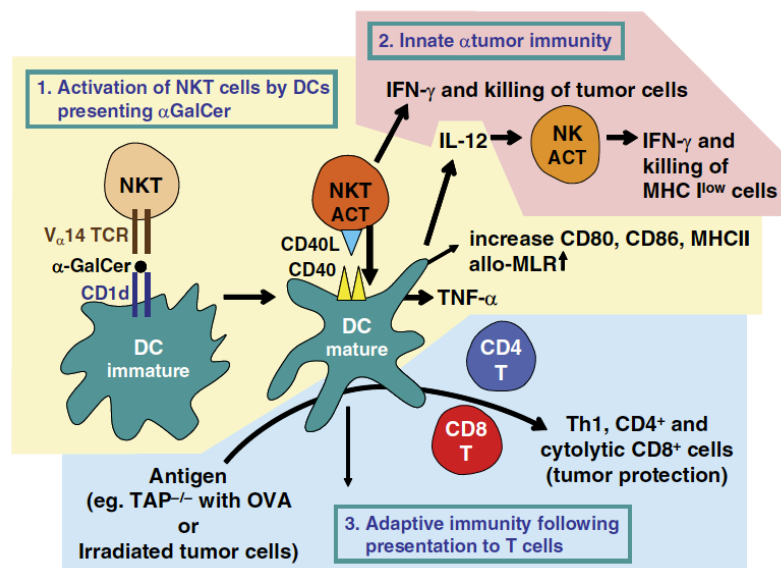 2. Innate αtumor immunity
1. Activation of NKT cells by DCs
presenting αGalCer
IFN-γ and killing of tumor cells
IL-12
NK
ACT
IFN-γ and
killing of
MHC I^low cells
NKT
Vα14 TCR
α-GalCer
CD1d
DC
immature
NKT
ACT
CD40L
CD40
DC
mature
increase CD80, CD86, MHCII
allo-MLR↑
TNF-α
CD4
T
CD8
T
Th1, CD4⁺ and
cytolytic CD8⁺ cells
(tumor protection)
Antigen
(eg. TAP⁻/⁻ with OVA
or
Irradiated tumor cells)
3. Adaptive immunity following
presentation to T cells